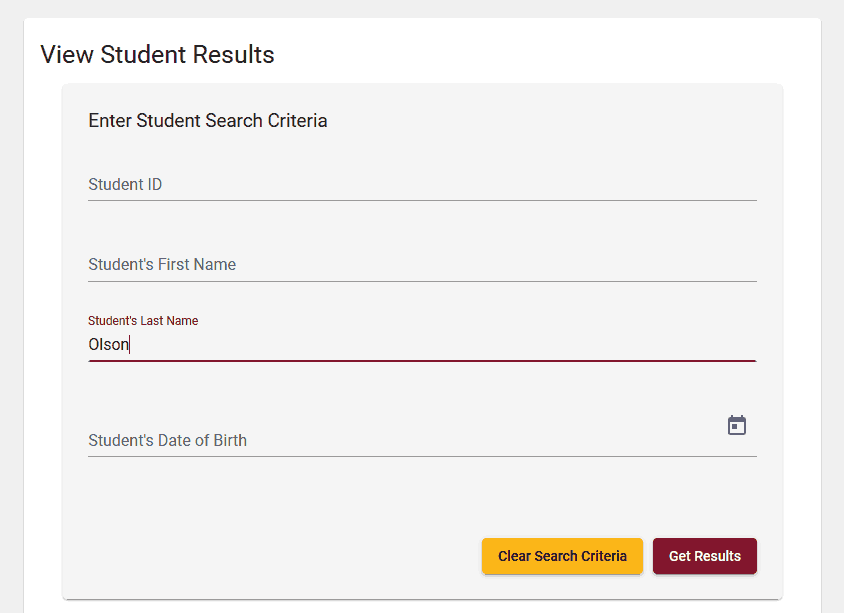 View Student Results
Enter Student Search Criteria
Student ID
Student's First Name
Student's Last Name
Olson
Student's Date of Birth
Clear Search Criteria
Get Results